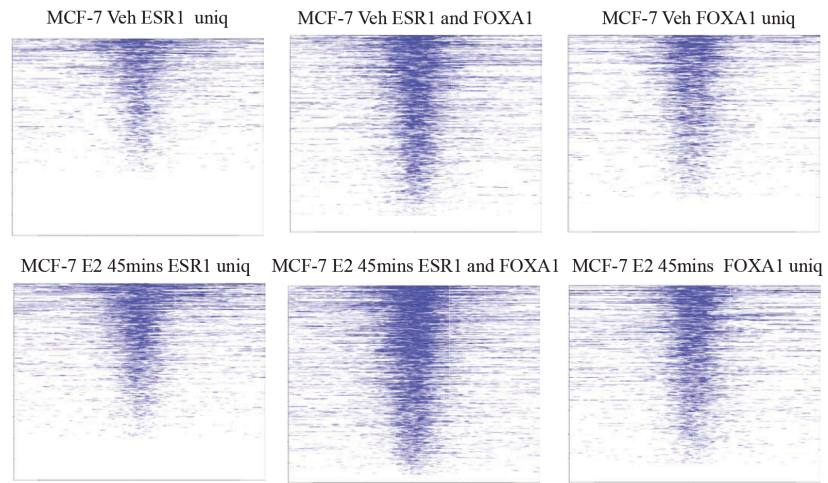 MCF-7 Veh ESR1 uniq
MCF-7 Veh ESR1 and FOXA1
MCF-7 Veh FOXA1 uniq
MCF-7 E2 45mins ESR1 uniq
MCF-7 E2 45mins ESR1 and FOXA1
MCF-7 E2 45mins FOXA1 uniq